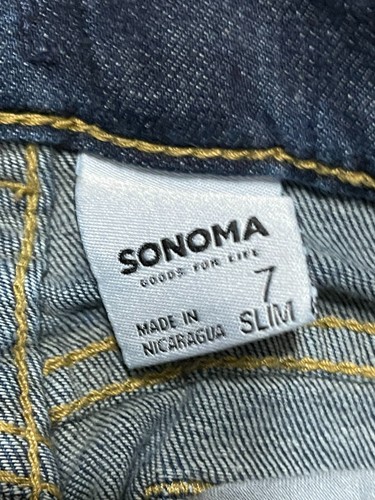 SONOMA
GOODS FOR LIFE
7
MADE IN SLIM
NICARAGUA